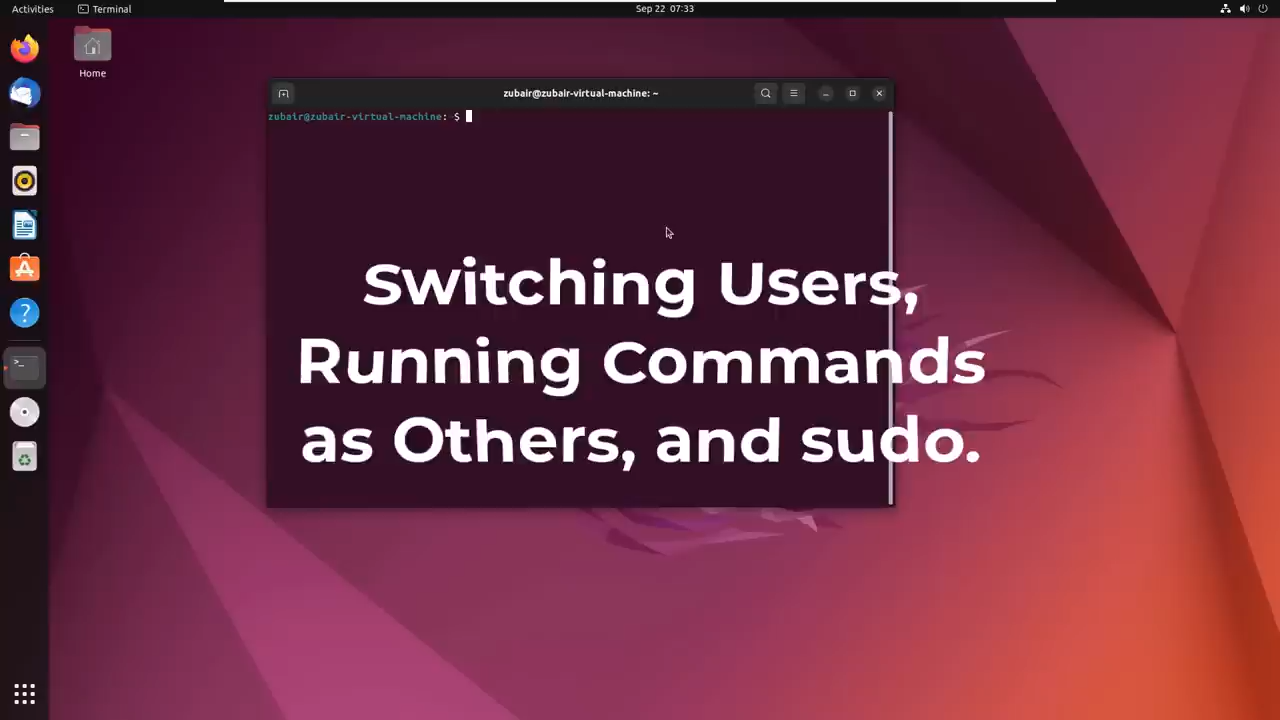 Activities
Terminal
Sep 22 07:33
Home
zubair@zubair-virtual-machine: ~
zubair@zubair-virtual-machine:~$
Switching Users,
Running Commands
as Others, and sudo.